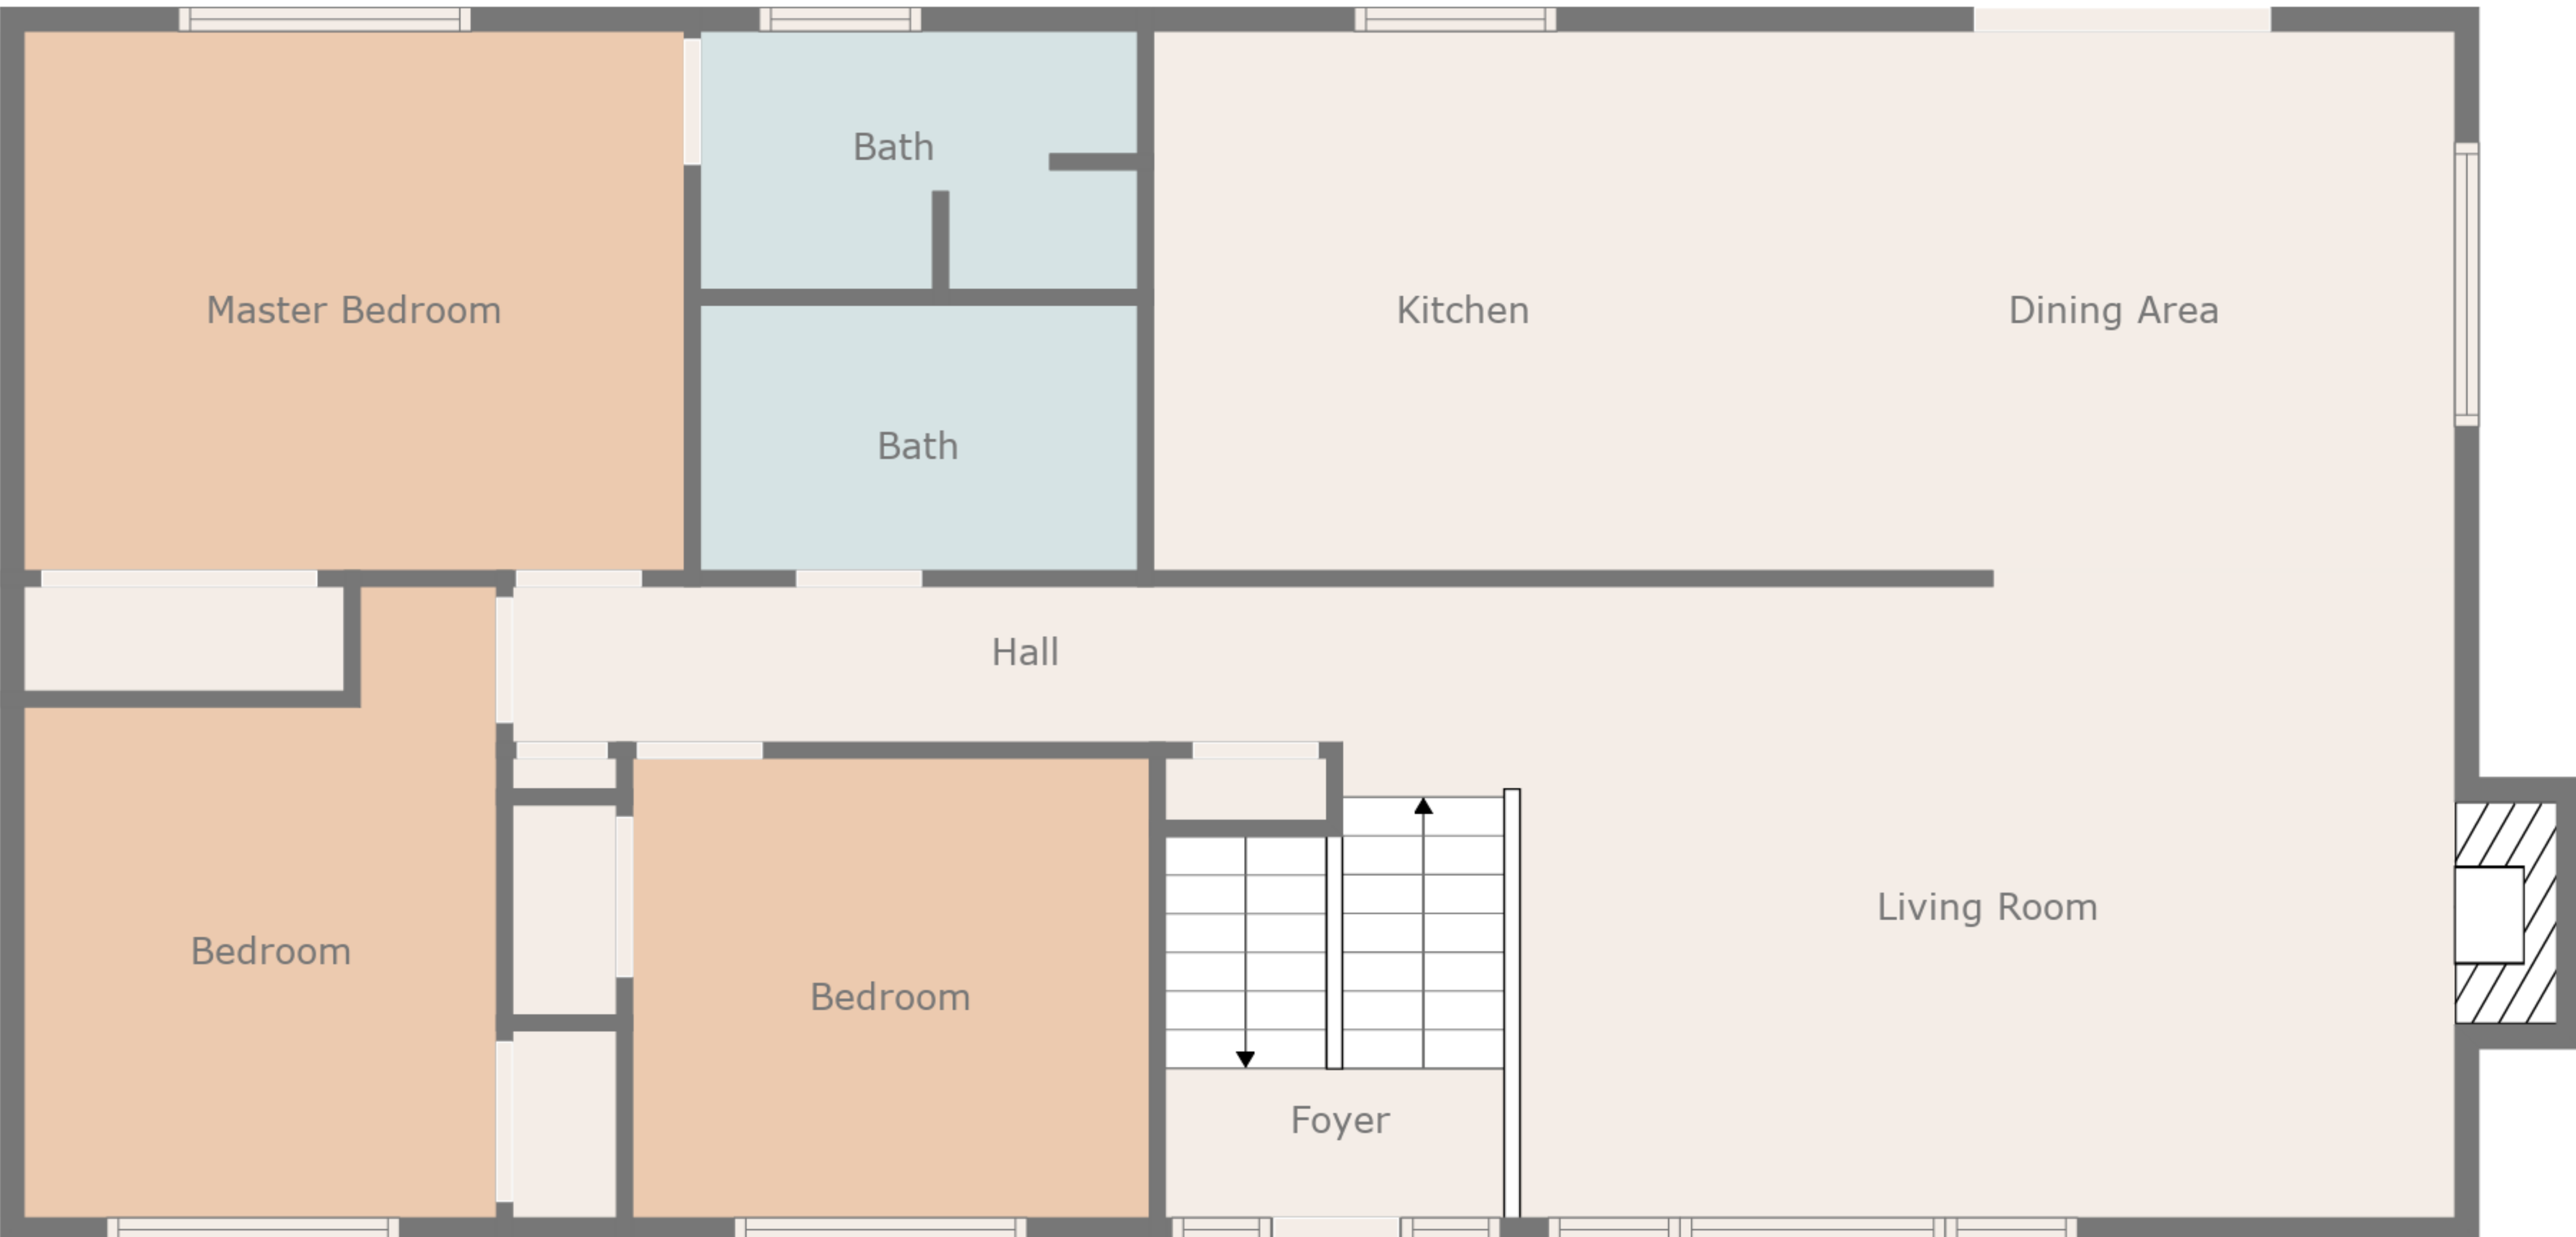 Bath
Master Bedroom
Kitchen
Dining Area
Bath
Hall
Living Room
Bedroom
Bedroom
Foyer